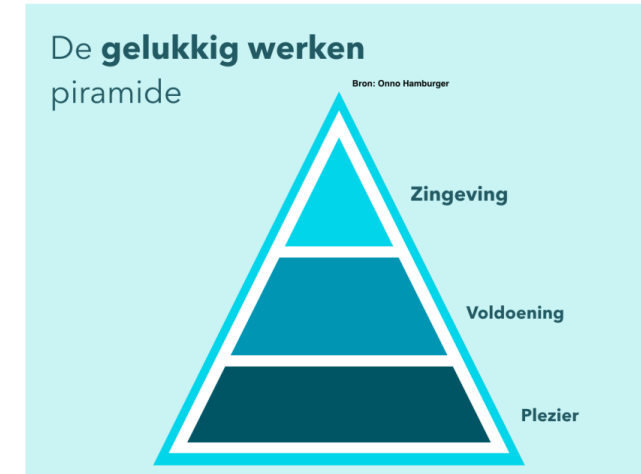 De gelukkig werken
piramide
Bron: Onno Hamburger
Zingeving
Voldoening
Plezier